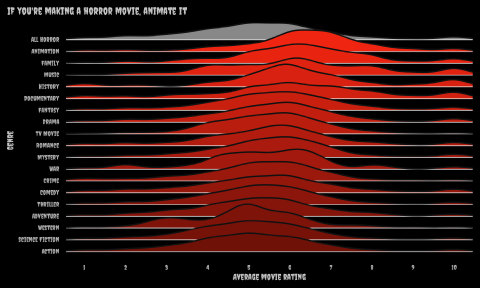 IF YOU'RE MAKING A HORROR MOVIE, ANIMATE IT
ALL HORROR
ANIMATION
FAMILY
MUSIC
HISTORY
DOCUMENTARY
FANTASY
DRAMA
TV MOVIE
ROMANCE
MYSTERY
WAR
CRIME
COMEDY
THRILLER
ADVENTURE
WESTERN
SCIENCE FICTION
ACTION
GENRE
1 2 3 4 5 6 7 8 9 10
AVERAGE MOVIE RATING